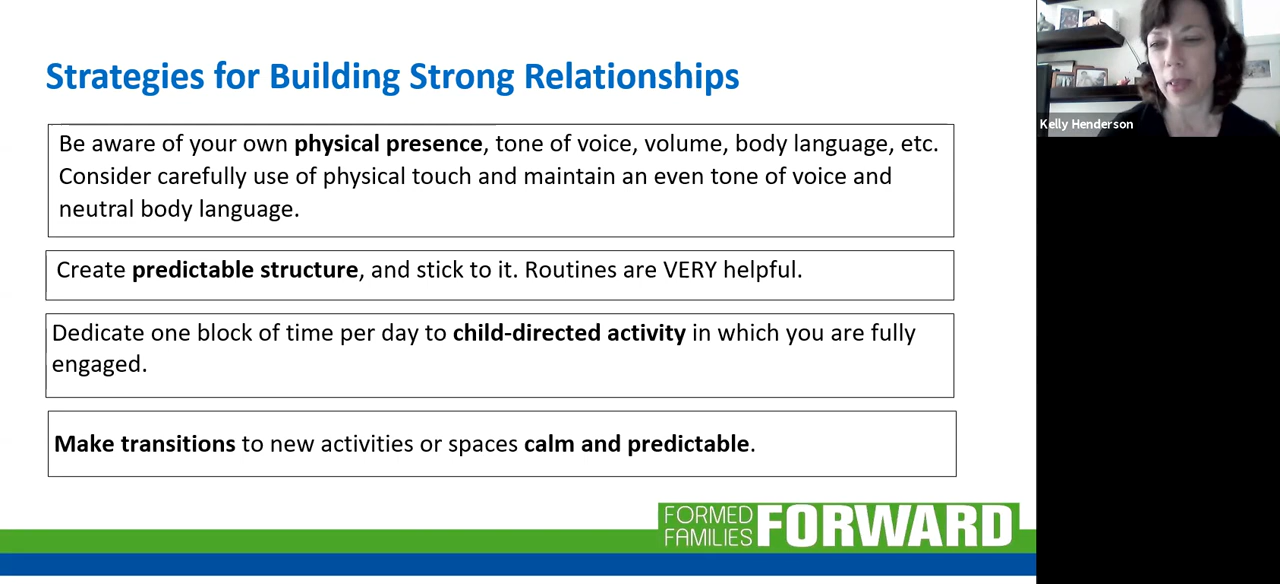 Strategies for Building Strong Relationships
Be aware of your own physical presence, tone of voice, volume, body language, etc.
Consider carefully use of physical touch and maintain an even tone of voice and
neutral body language.
Create predictable structure, and stick to it. Routines are VERY helpful.
Dedicate one block of time per day to child-directed activity in which you are fully
engaged.
Make transitions to new activities or spaces calm and predictable.
FORMED
FAMILIES
FORWARD
Kelly Henderson